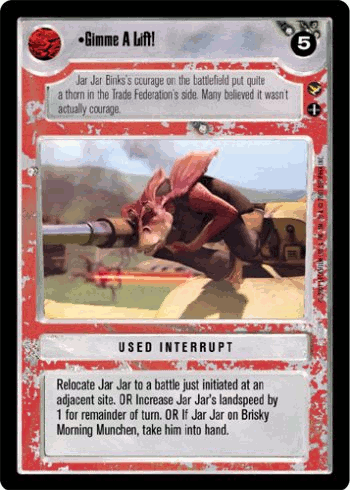 •Gimme A Lift!
5
Jar Jar Binks's courage on the battlefield put quite
a thorn in the Trade Federation's side. Many believed it wasn't
actually courage.
USED INTERRUPT
Relocate Jar Jar to a battle just initiated at an
adjacent site. OR Increase Jar Jar's landspeed by
1 for remainder of turn. OR If Jar Jar on Brisky
Morning Munchen, take him into hand.